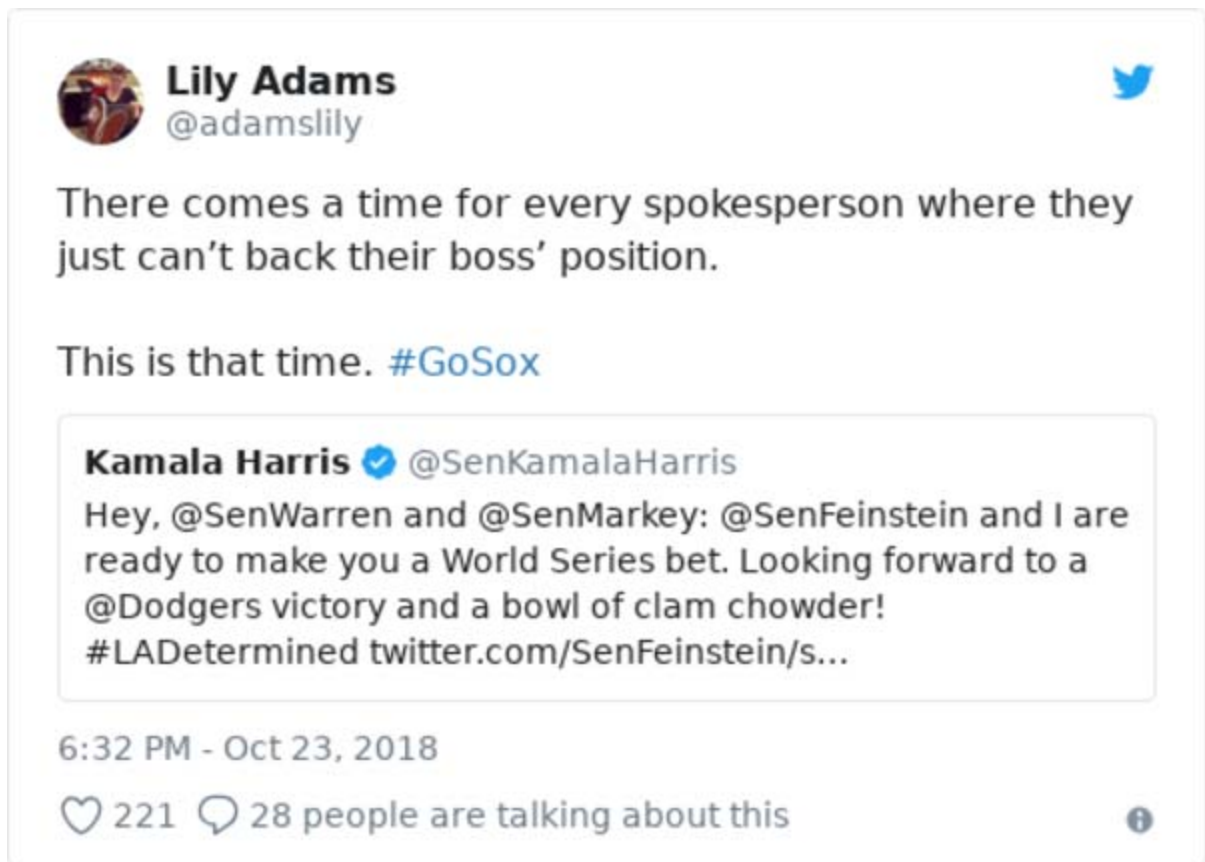 Lily Adams
@adamslily
There comes a time for every spokesperson where they
just can’t back their boss’ position.
This is that time. #GoSox
Kamala Harris @SenKamalaHarris
Hey, @SenWarren and @SenMarkey: @SenFeinstein and I are
ready to make you a World Series bet. Looking forward to a
@Dodgers victory and a bowl of clam chowder!
#LADetermined twitter.com/SenFeinstein/s...
6:32 PM - Oct 23, 2018
221 28 people are talking about this